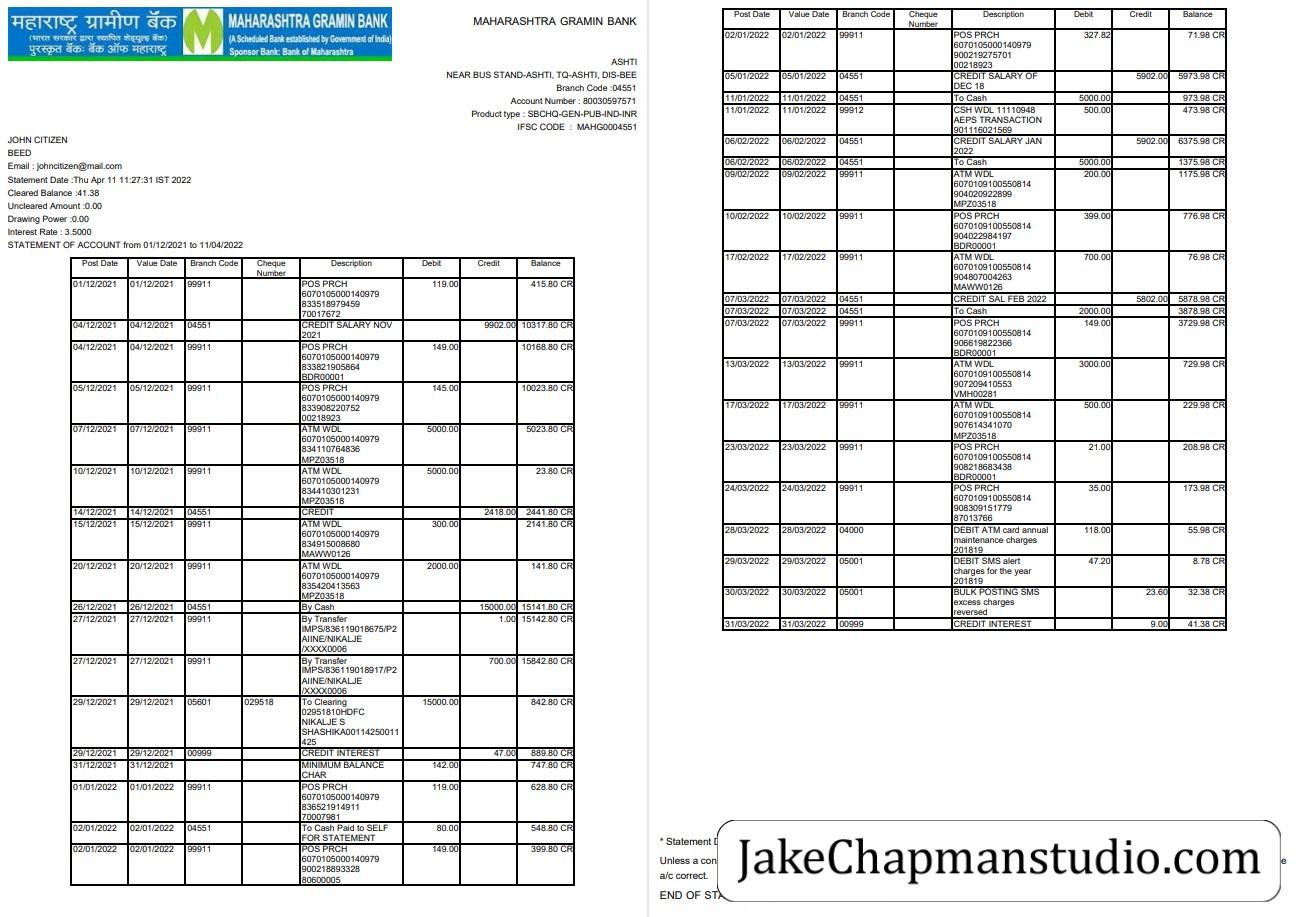 महाराष्ट्र ग्रामीण बैंक
(भारत सरकार द्वारा स्थापित शेड्युल्ड बैंक)
पुरस्कृत बैंकः बैंक ऑफ महाराष्ट्र
MAHARASHTRA GRAMIN BANK
(A Scheduled Bank established by Government of India)
Sponsor Bank: Bank of Maharashtra
MAHARASHTRA GRAMIN BANK
ASHTI
NEAR BUS STAND-ASHTI, TQ-ASHTI, DIS-BEE
Branch Code :04551
Account Number : 80030597571
Product type : SBCHQ-GEN-PUB-IND-INR
IFSC CODE : MAHG0004551
JOHN CITIZEN
BEED
Email : johncitizen@mail.com
Statement Date :Thu Apr 11 11:27:31 IST 2022
Cleared Balance :41.38
Uncleared Amount :0.00
Drawing Power :0.00
Interest Rate : 3.5000
STATEMENT OF ACCOUNT from 01/12/2021 to 11/04/2022
Post Date Value Date Branch Code Cheque Description Debit Credit Balance
Number
01/12/2021 01/12/2021 99911 POS PRCH 119.00 415.80 CR
6070105000140979
833518979459
70017672
04/12/2021 04/12/2021 04551 CREDIT SALARY NOV 9902.00 10317.80 CR
2021
04/12/2021 04/12/2021 99911 POS PRCH 149.00 10168.80 CR
6070105000140979
833821905864
BDR00001
05/12/2021 05/12/2021 99911 POS PRCH 145.00 10023.80 CR
6070105000140979
833908220752
00218923
07/12/2021 07/12/2021 99911 ATM WDL 5000.00 5023.80 CR
6070105000140979
834110764836
MPZ03518
10/12/2021 10/12/2021 99911 ATM WDL 5000.00 23.80 CR
6070105000140979
834410301231
MPZ03518
14/12/2021 14/12/2021 04551 CREDIT 2418.00 2441.80 CR
15/12/2021 15/12/2021 99911 ATM WDL 300.00 2141.80 CR
6070105000140979
834915008680
MAWW0126
20/12/2021 20/12/2021 99911 ATM WDL 2000.00 141.80 CR
6070105000140979
835420413563
MPZ03518
26/12/2021 26/12/2021 04551 By Cash 15000.00 15141.80 CR
27/12/2021 27/12/2021 99911 By Transfer 1.00 15142.80 CR
IMPS/836119018675/P2
AIINE/NIKALJE
/XXXX0006
27/12/2021 27/12/2021 99911 By Transfer 700.00 15842.80 CR
IMPS/836119018917/P2
AIINE/NIKALJE
/XXXX0006
29/12/2021 29/12/2021 05601 029518 To Clearing 15000.00 842.80 CR
02951810HDFC
NIKALJE S
SHASHIKA00114250011
425
29/12/2021 29/12/2021 00999 CREDIT INTEREST 47.00 889.80 CR
31/12/2021 31/12/2021 MINIMUM BALANCE 142.00 747.80 CR
CHAR
01/01/2022 01/01/2022 99911 POS PRCH 119.00 628.80 CR
6070105000140979
836521914911
70007981
02/01/2022 02/01/2022 04551 To Cash Paid to SELF 80.00 548.80 CR
FOR STATEMENT
02/01/2022 02/01/2022 99911 POS PRCH 149.00 399.80 CR
6070105000140979
900218893328
80600005
Post Date Value Date Branch Code Cheque Description Debit Credit Balance
Number
02/01/2022 02/01/2022 99911 POS PRCH 327.82 71.98 CR
6070105000140979
900219275701
00218923
05/01/2022 05/01/2022 04551 CREDIT SALARY OF 5902.00 5973.98 CR
DEC 18
11/01/2022 11/01/2022 04551 To Cash 5000.00 973.98 CR
11/01/2022 11/01/2022 99912 CSH WDL 11110948 500.00 473.98 CR
AEPS TRANSACTION
901116021569
06/02/2022 06/02/2022 04551 CREDIT SALARY JAN 5902.00 6375.98 CR
2022
06/02/2022 06/02/2022 04551 To Cash 5000.00 1375.98 CR
09/02/2022 09/02/2022 99911 ATM WDL 200.00 1175.98 CR
6070109100550814
904020922899
MPZ03518
10/02/2022 10/02/2022 99911 POS PRCH 399.00 776.98 CR
6070109100550814
904022984197
BDR00001
17/02/2022 17/02/2022 99911 ATM WDL 700.00 76.98 CR
6070109100550814
904807004263
MAWW0126
07/03/2022 07/03/2022 04551 CREDIT SAL FEB 2022 5802.00 5878.98 CR
07/03/2022 07/03/2022 04551 To Cash 2000.00 3878.98 CR
07/03/2022 07/03/2022 99911 POS PRCH 149.00 3729.98 CR
6070109100550814
906619822366
BDR00001
13/03/2022 13/03/2022 99911 ATM WDL 3000.00 729.98 CR
6070109100550814
907209410553
VMH00281
17/03/2022 17/03/2022 99911 ATM WDL 500.00 229.98 CR
6070109100550814
907614341070
MPZ03518
23/03/2022 23/03/2022 99911 POS PRCH 21.00 208.98 CR
6070109100550814
908218683438
BDR00001
24/03/2022 24/03/2022 99911 POS PRCH 35.00 173.98 CR
6070109100550814
908309151779
87013766
28/03/2022 28/03/2022 04000 DEBIT ATM card annual 118.00 55.98 CR
maintenance charges
201819
29/03/2022 29/03/2022 05001 DEBIT SMS alert 47.20 8.78 CR
charges for the year
201819
30/03/2022 30/03/2022 05001 BULK POSTING SMS 23.60 32.38 CR
excess charges
reversed
31/03/2022 31/03/2022 00999 CREDIT INTEREST 9.00 41.38 CR
* Statement
Unless a
a/c correct.
END OF
JakeChapmanstudio.com